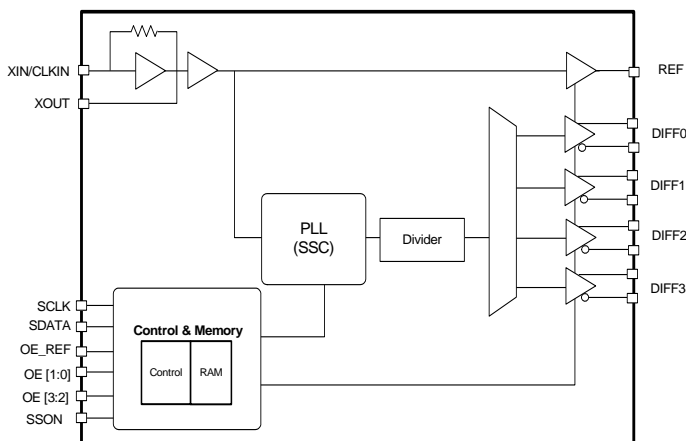 XIN/CLKIN
XOUT
REF
DIFF0
DIFF1
DIFF2
DIFF3
PLL
(SSC)
Divider
SCLK
SDATA
OE_REF
OE [1:0]
OE [3:2]
SSON
Control & Memory
Control
RAM